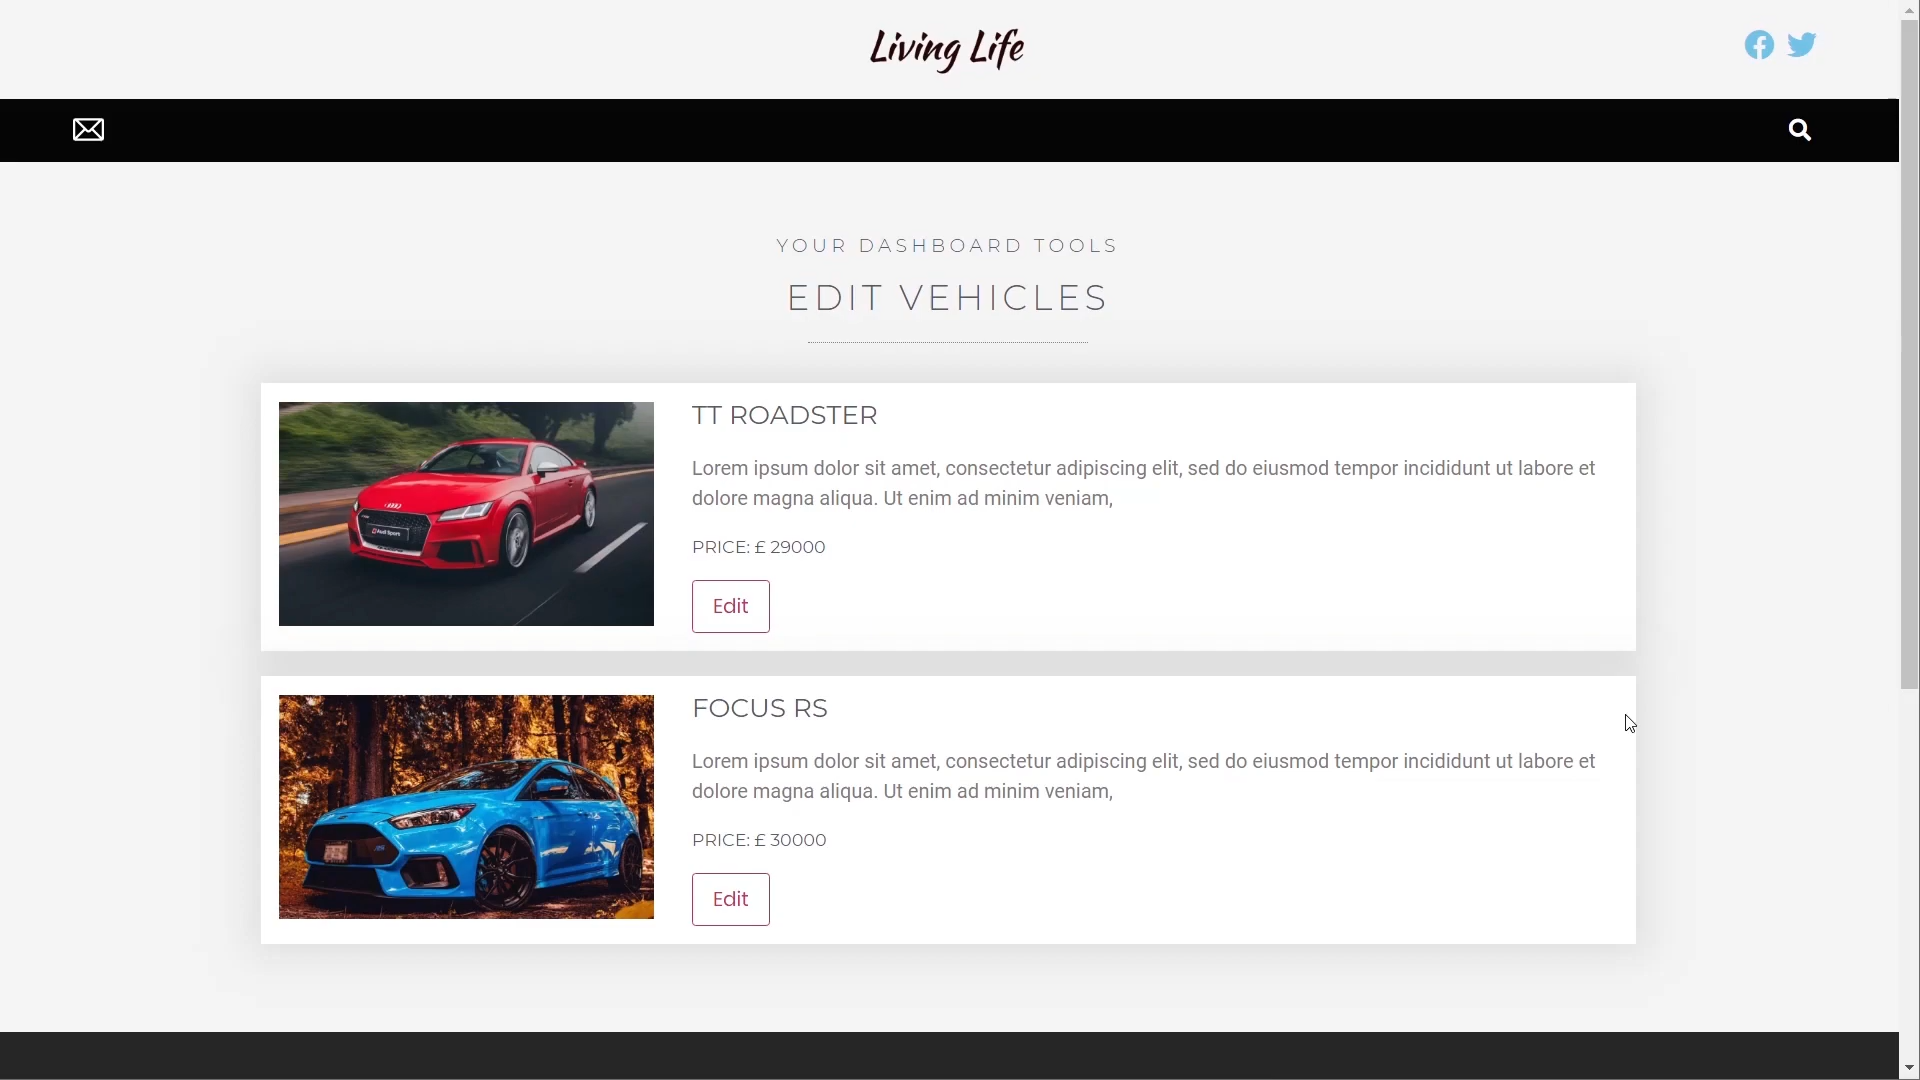 Living Life
YOUR DASHBOARD TOOLS
EDIT VEHICLES
TT ROADSTER
Lorem ipsum dolor sit amet, consectetur adipiscing elit, sed do eiusmod tempor incididunt ut labore et
dolore magna aliqua. Ut enim ad minim veniam,
PRICE: £ 29000
Edit
Audi Sport
FOCUS RS
Lorem ipsum dolor sit amet, consectetur adipiscing elit, sed do eiusmod tempor incididunt ut labore et
dolore magna aliqua. Ut enim ad minim veniam,
PRICE: £ 30000
Edit